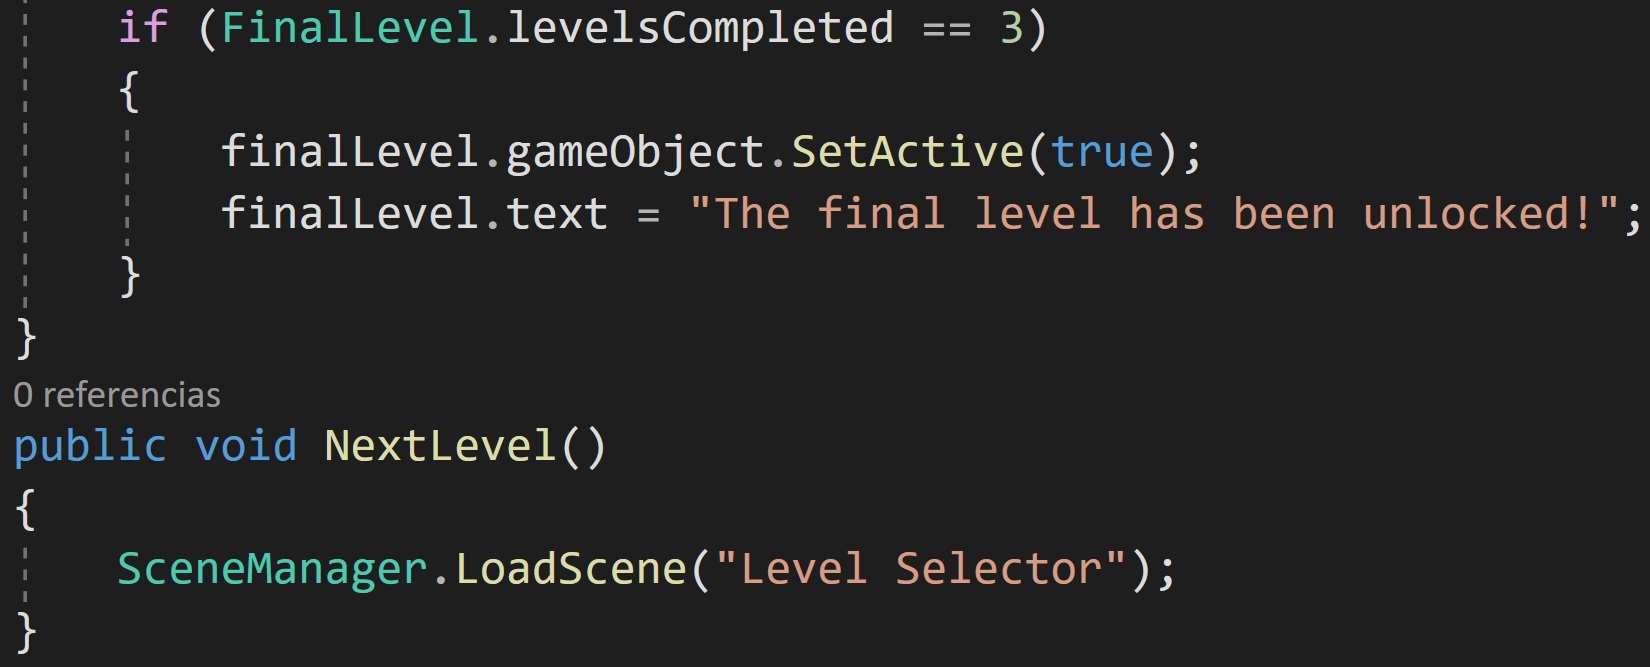 if (FinalLevel.levelsCompleted == 3)
{
finalLevel.gameObject.SetActive(true);
finalLevel.text = "The final level has been unlocked!";
}
}
0 referencias
public void NextLevel()
{
SceneManager.LoadScene("Level Selector");
}